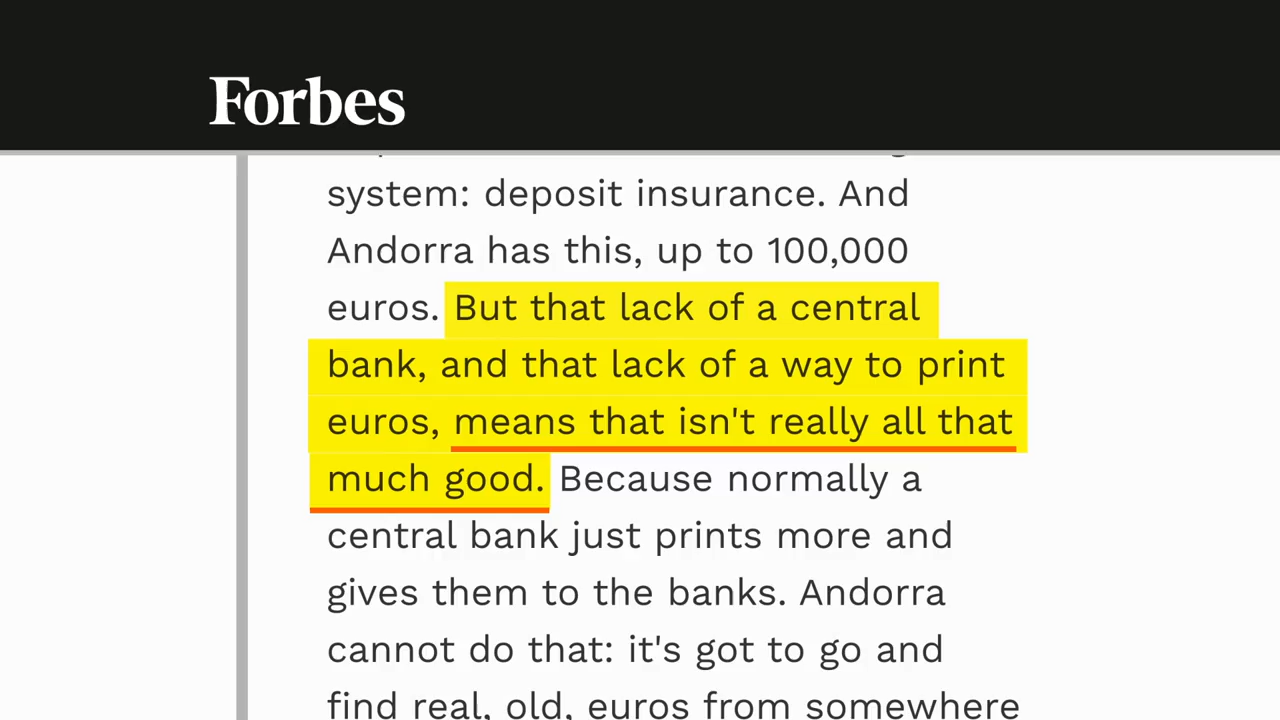 Forbes
system: deposit insurance. And
Andorra has this, up to 100,000
euros. But that lack of a central
bank, and that lack of a way to print
euros, means that isn't really all that
much good. Because normally a
central bank just prints more and
gives them to the banks. Andorra
cannot do that: it's got to go and
find real, old, euros from somewhere